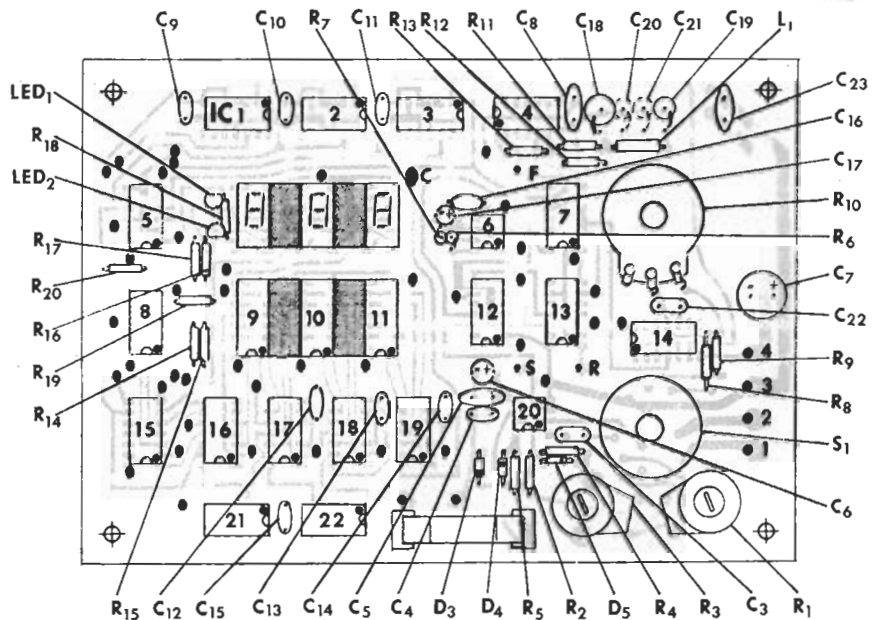 C9 C10 R7 C11 R13 R12 R11 C8 C18 C20 C21 C19 L1
LED1 R18 LED2 R17 R20 R16 R19 R14
C23 C16 C17 R10 R6 C7 C22 R9 R8 S1 C6
IC1 2 3 4
C F
5 6 7
8 9 10 11 12 13 14
S R
4
3
2
1
15 16 17 18 19 20
21 22
R15 C12 C15 C13 C14 C5 C4 D3 D4 R5 R2 D5 R4 R3 C3 R1